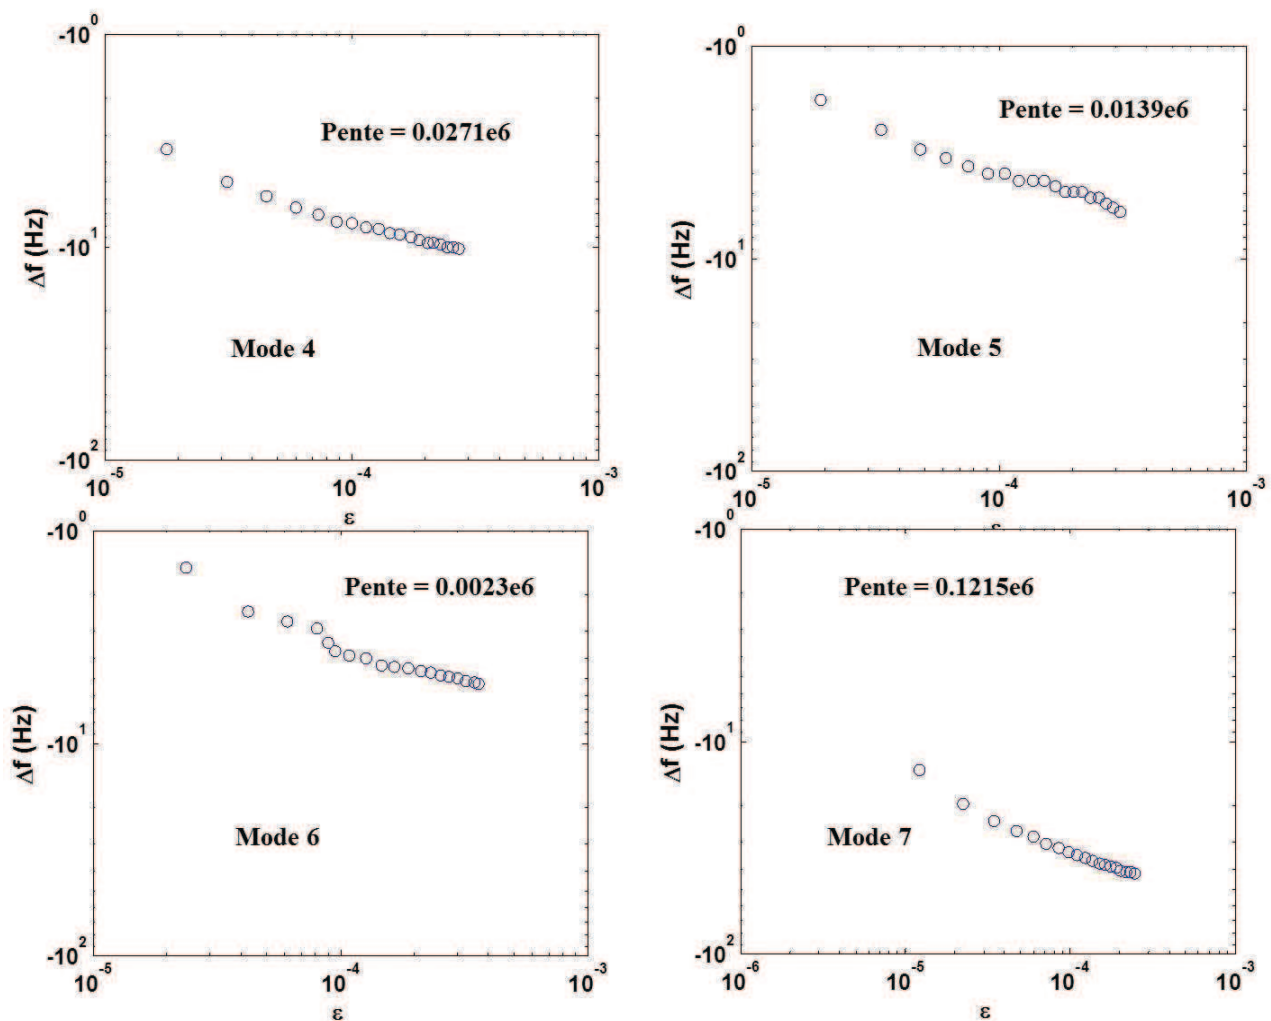 -10^0
Pente = 0.0271e6
Δf (Hz)
-10^1
Mode 4
-10^2
10^-5 10^-4 10^-3
ε
-10^0
Pente = 0.0139e6
Δf (Hz)
-10^1
Mode 5
-10^2
10^-5 10^-4 10^-3
ε
-10^0
Pente = 0.0023e6
Δf (Hz)
-10^1
Mode 6
-10^2
10^-5 10^-4 10^-3
ε
-10^0
Pente = 0.1215e6
Δf (Hz)
-10^1
Mode 7
-10^2
10^-6 10^-5 10^-4 10^-3
ε